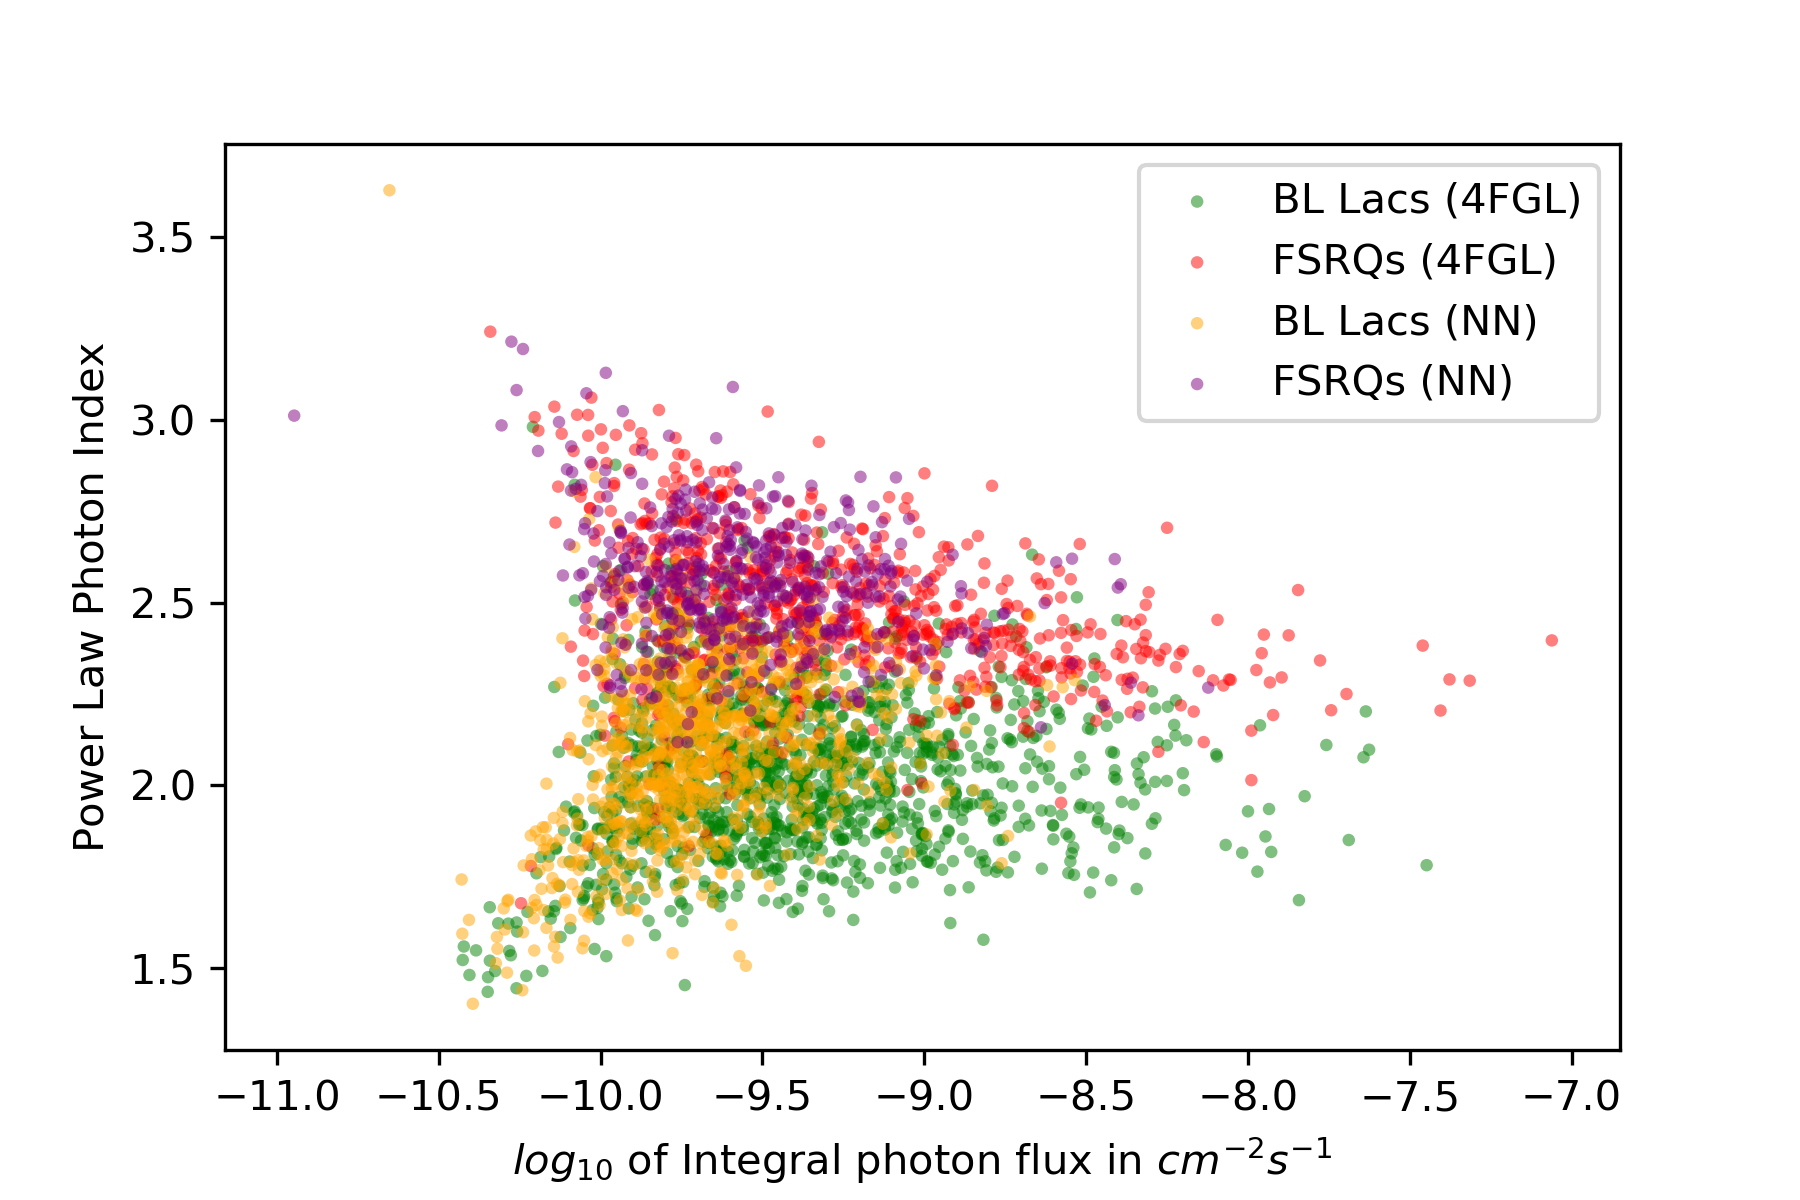 BL Lacs (4FGL)
FSRQs (4FGL)
BL Lacs (NN)
FSRQs (NN)
Power Law Photon Index
3.5
3.0
2.5
2.0
1.5
−11.0 −10.5 −10.0 −9.5 −9.0 −8.5 −8.0 −7.5 −7.0
log₁₀ of Integral photon flux in cm⁻²s⁻¹